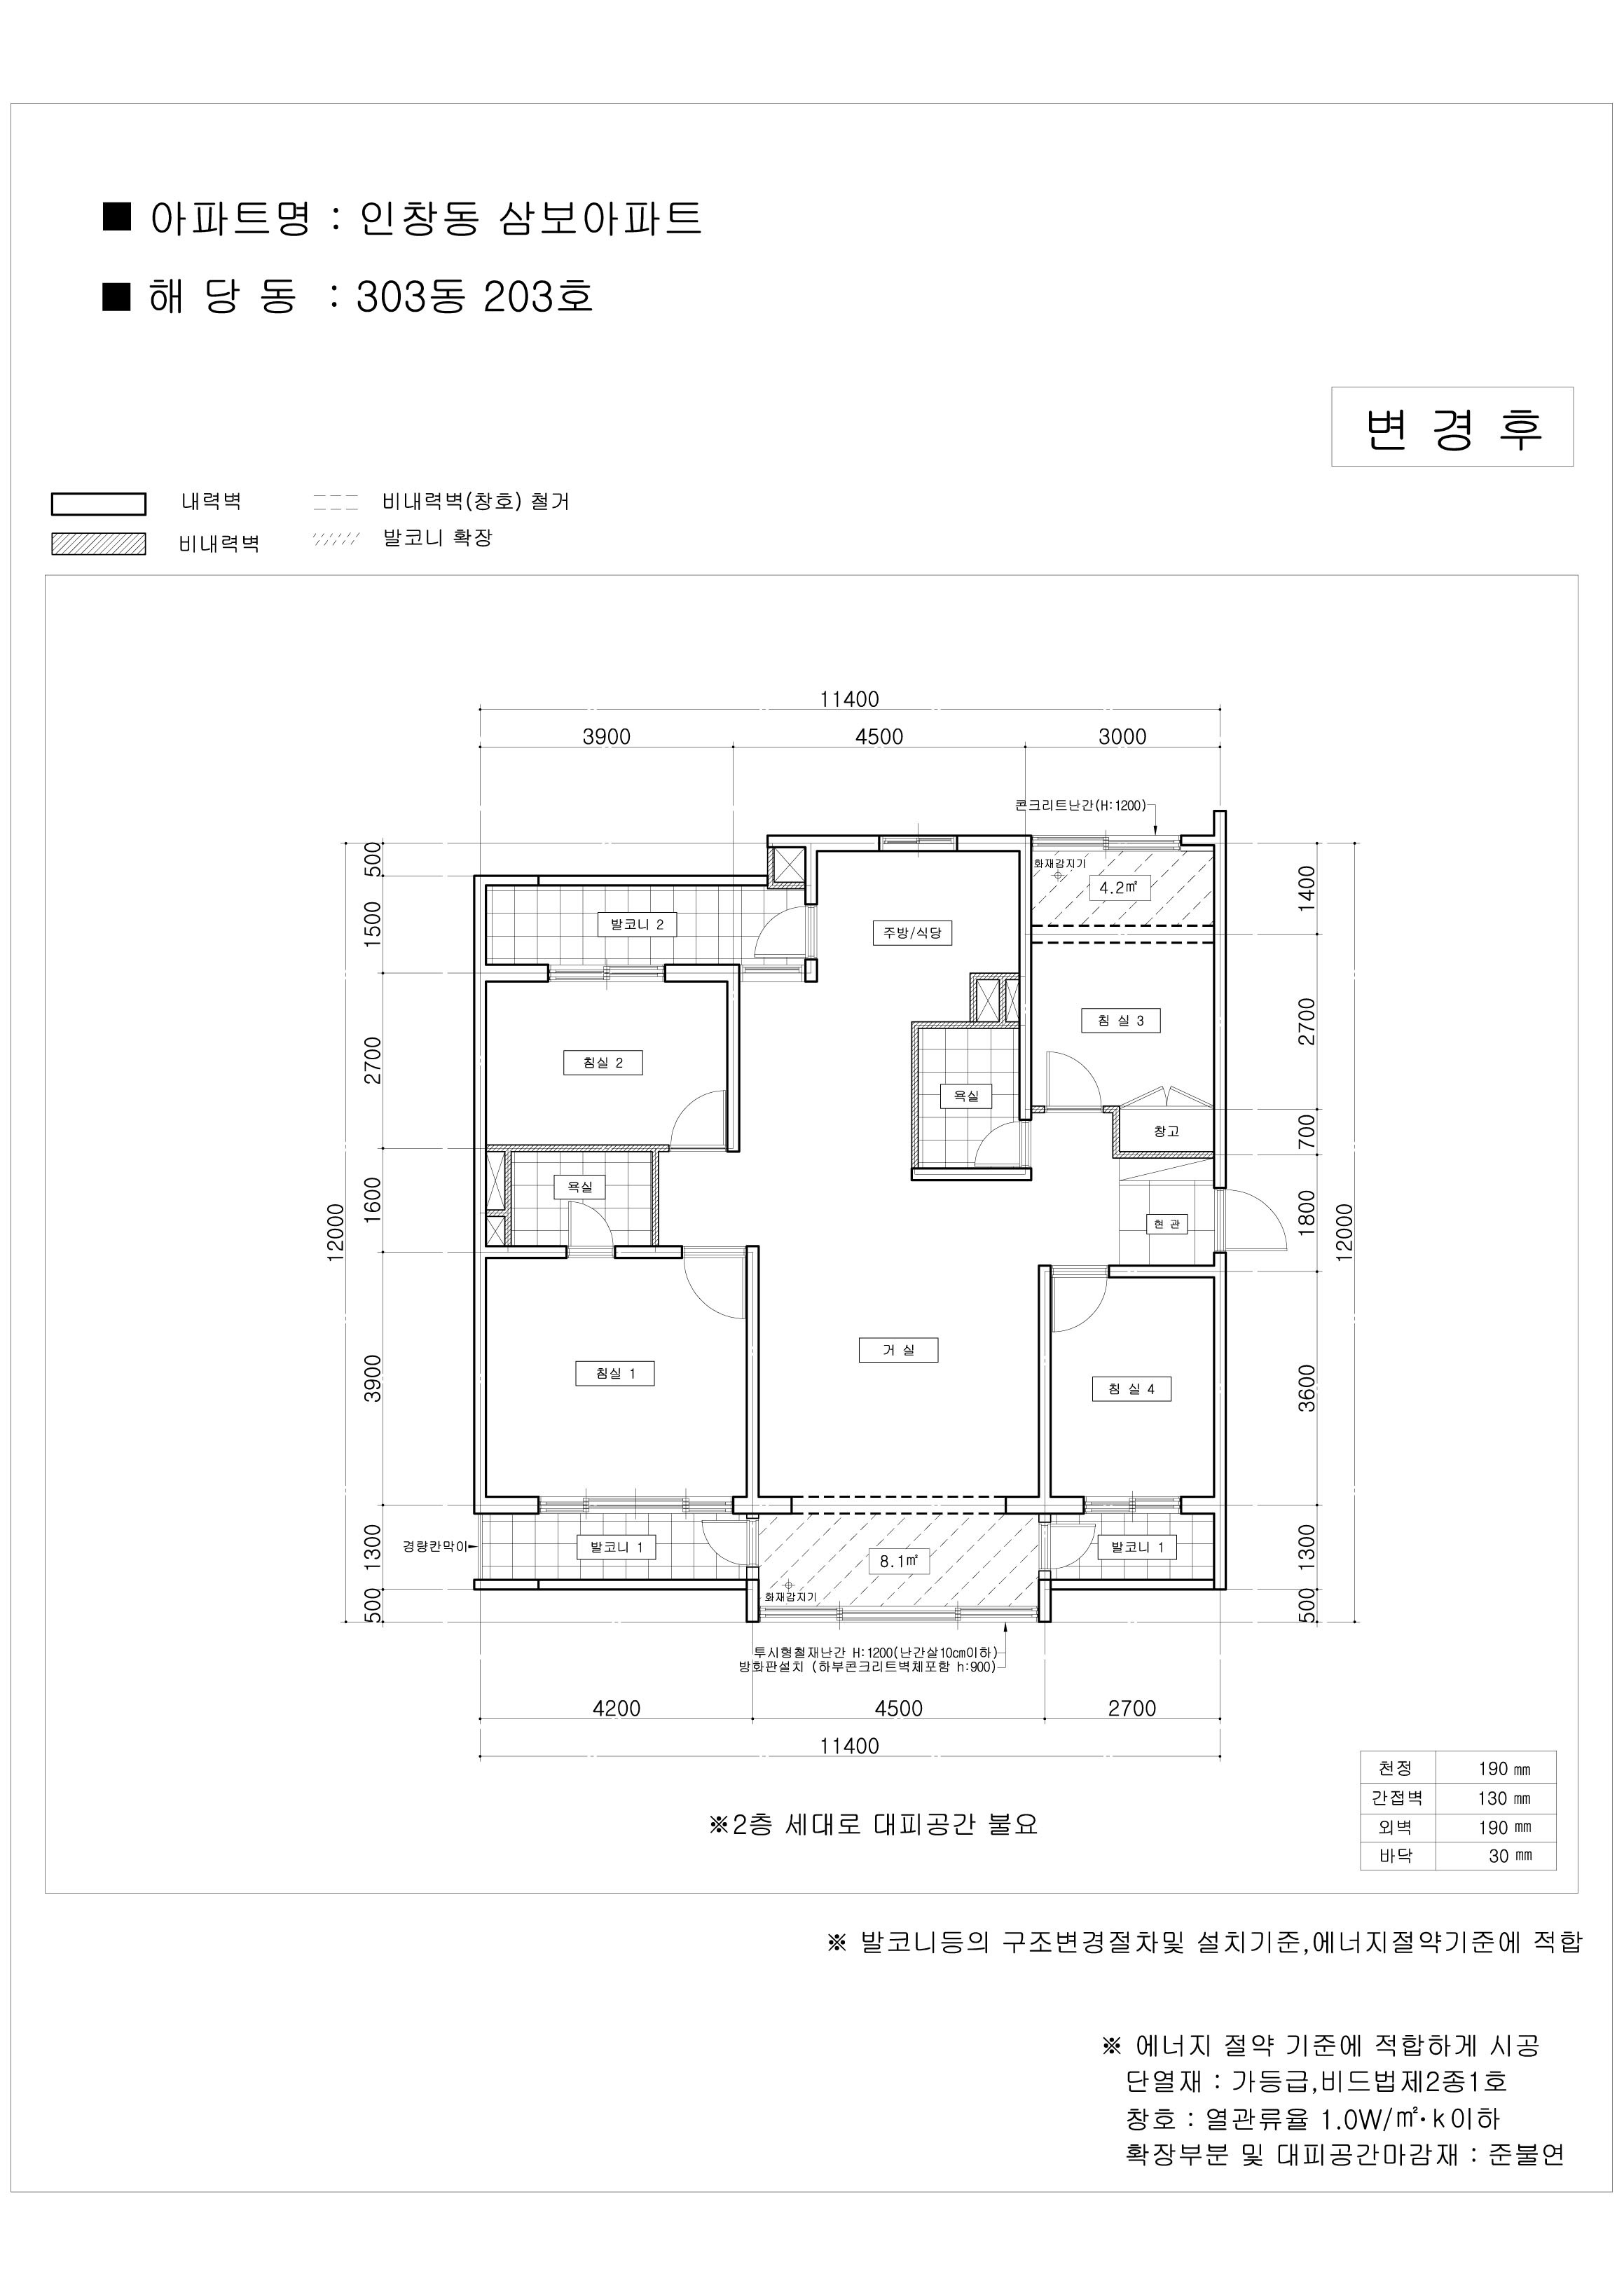 ■ 아파트명 : 인창동 삼보아파트
■ 해 당 동 : 303동 203호
변 경 후
내력벽
비내력벽(창호) 철거
비내력벽
발코니 확장
11400
3900 4500 3000
콘크리트난간(H:1200)
500
1500
2700
1600
3900
1300
500
12000
화재감지기
4.2㎡
발코니 2
주방/식당
침 실 3
침실 2
욕실
창고
욕실
현 관
거 실
침실 1
침 실 4
경량칸막이
발코니 1
8.1㎡
발코니 1
화재감지기
1400
2700
700
1800
3600
1300
500
12000
투시형철재난간 H:1200(난간살10cm이하)
방화판설치 (하부콘크리트벽체포함 h:900)
4200 4500 2700
11400
천정 190 ㎜
간접벽 130 ㎜
외벽 190 ㎜
바닥 30 ㎜
※2층 세대로 대피공간 불요
※ 발코니등의 구조변경절차및 설치기준,에너지절약기준에 적합
※ 에너지 절약 기준에 적합하게 시공
단열재 : 가등급,비드법제2종1호
창호 : 열관류율 1.0W/㎡·k이하
확장부분 및 대피공간마감재 : 준불연